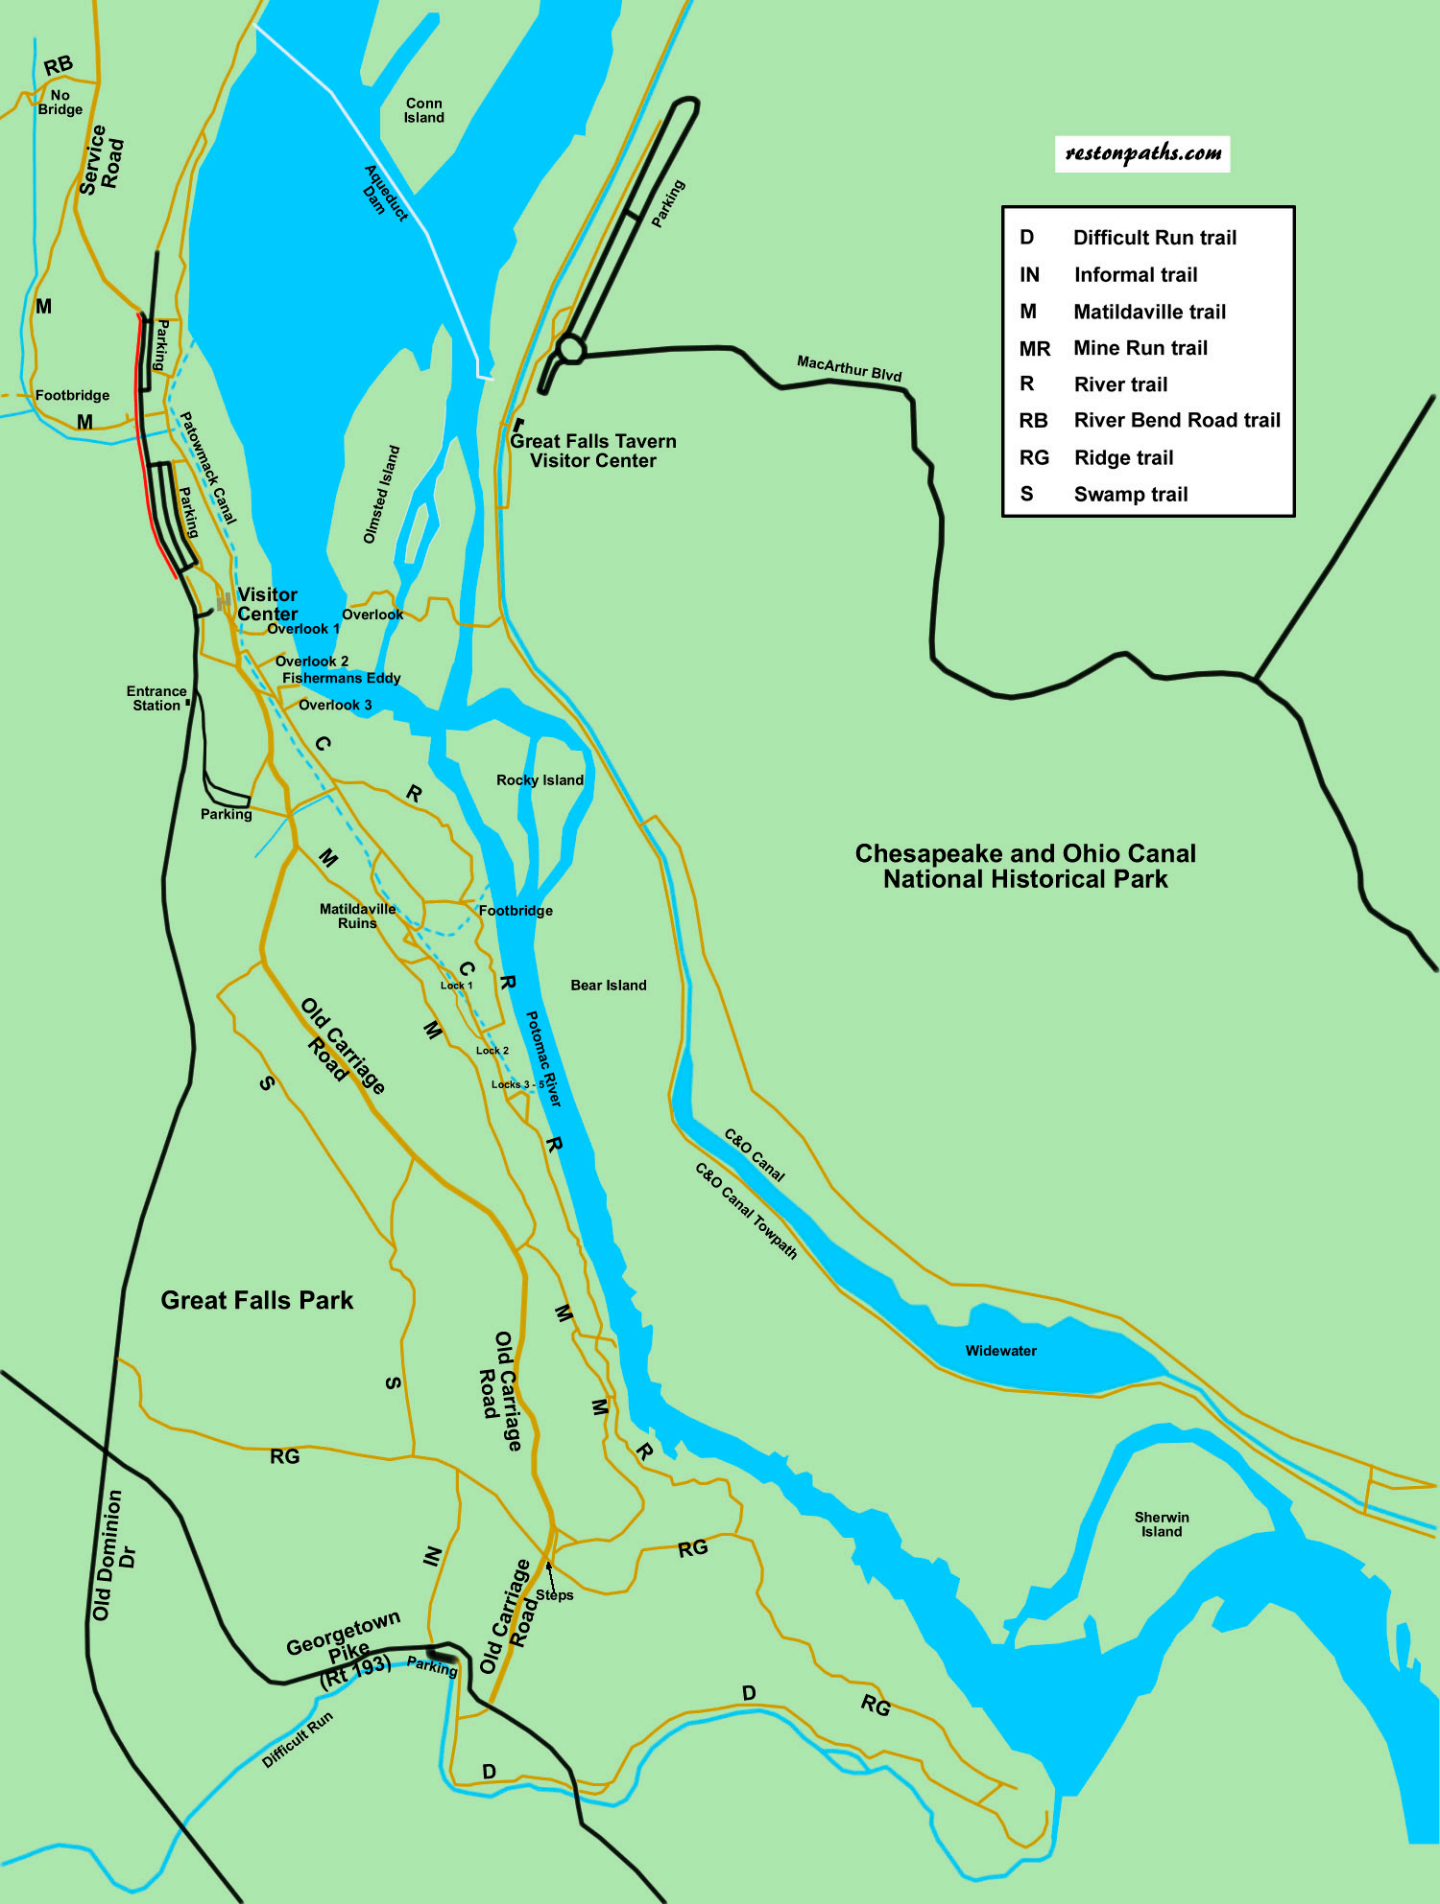 RB
No
Bridge
Service
Road
Conn
Island
Aqueduct
Dam
Parking
restonpaths.com
D Difficult Run trail
IN Informal trail
M Matildaville trail
MR Mine Run trail
R River trail
RB River Bend Road trail
RG Ridge trail
S Swamp trail
M
Parking
MacArthur Blvd
Footbridge
M
Patowmack Canal
Great Falls Tavern
Visitor Center
Olmsted Island
Parking
Visitor
Center
Overlook
Overlook 1
Overlook 2
Fishermans Eddy
Entrance
Station
Overlook 3
C
Rocky Island
R
Parking
M
Chesapeake and Ohio Canal
National Historical Park
Matildaville
Ruins
Footbridge
C
R
Lock 1
Bear Island
Old Carriage
Road
M
Potomac River
Lock 2
S
Locks 3 - 5
R
C&O Canal
C&O Canal Towpath
Great Falls Park
M
Widewater
Old Carriage
Road
S
M
RG
R
Sherwin
Island
Old Dominion
Dr
IN
RG
Steps
Old Carriage
Road
Georgetown
Pike
(Rt 193)
Parking
D
RG
Difficult Run
D